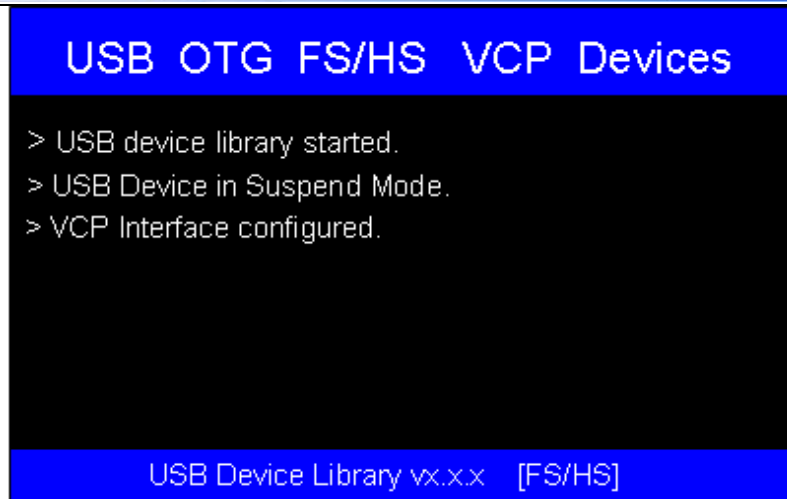 USB OTG FS/HS VCP Devices
> USB device library started.
> USB Device in Suspend Mode.
> VCP Interface configured.
USB Device Library vx.x.x [FS/HS]